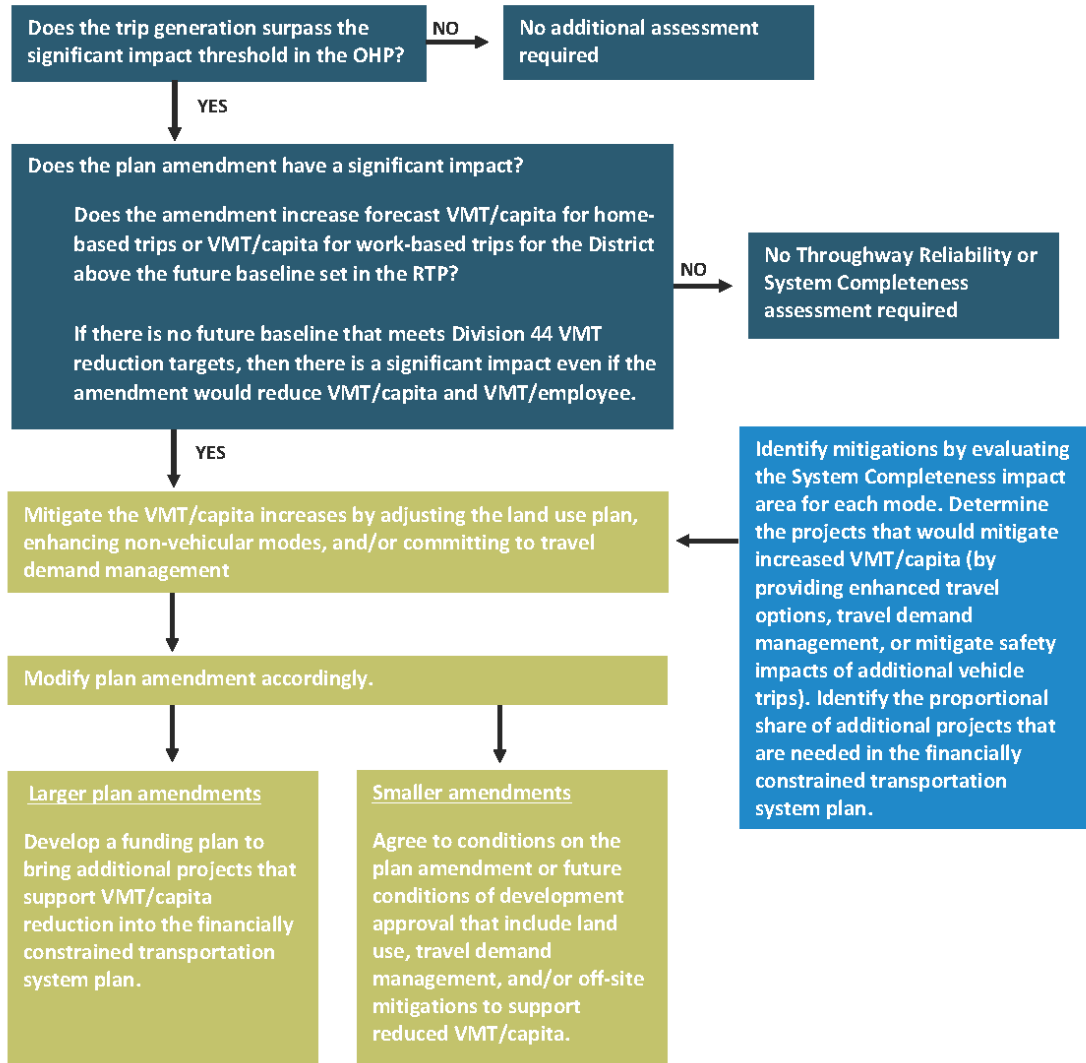 Does the trip generation surpass the
significant impact threshold in the OHP?
NO
No additional assessment
required
YES
Does the plan amendment have a significant impact?
Does the amendment increase forecast VMT/capita for home-
based trips or VMT/capita for work-based trips for the District
above the future baseline set in the RTP?
If there is no future baseline that meets Division 44 VMT
reduction targets, then there is a significant impact even if the
amendment would reduce VMT/capita and VMT/employee.
NO
No Throughway Reliability or
System Completeness
assessment required
YES
Mitigate the VMT/capita increases by adjusting the land use plan,
enhancing non-vehicular modes, and/or committing to travel
demand management
Identify mitigations by evaluating
the System Completeness impact
area for each mode. Determine
the projects that would mitigate
increased VMT/capita (by
providing enhanced travel
options, travel demand
management, or mitigate safety
impacts of additional vehicle
trips). Identify the proportional
share of additional projects that
are needed in the financially
constrained transportation
system plan.
Modify plan amendment accordingly.
Larger plan amendments
Develop a funding plan to
bring additional projects that
support VMT/capita
reduction into the financially
constrained transportation
system plan.
Smaller amendments
Agree to conditions on the
plan amendment or future
conditions of development
approval that include land
use, travel demand
management, and/or off-site
mitigations to support
reduced VMT/capita.